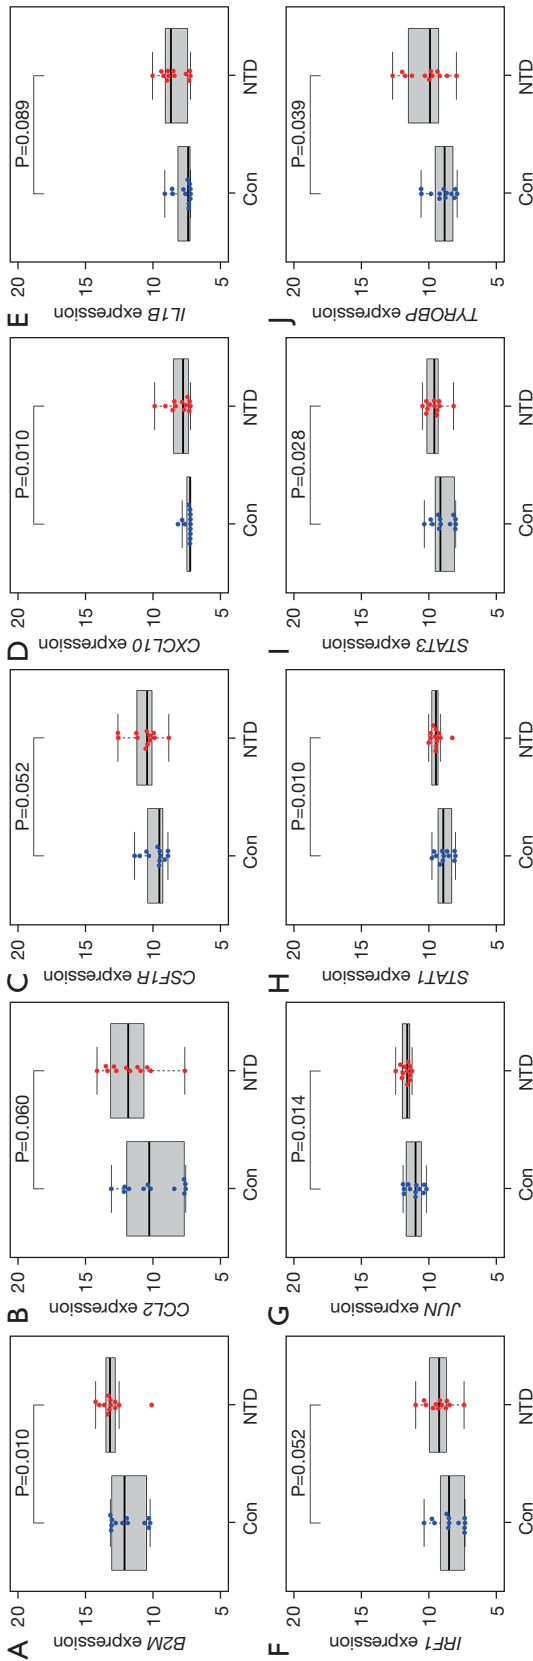 A
B2M expression
20
15
10
5
P=0.010
Con
NTD
B
CCL2 expression
20
15
10
5
P=0.060
Con
NTD
C
CSF1R expression
20
15
10
5
P=0.052
Con
NTD
D
CXCL10 expression
20
15
10
5
P=0.010
Con
NTD
E
IL1B expression
20
15
10
5
P=0.089
Con
NTD
F
IRF1 expression
20
15
10
5
P=0.052
Con
NTD
G
JUN expression
20
15
10
5
P=0.014
Con
NTD
H
STAT1 expression
20
15
10
5
P=0.010
Con
NTD
I
STAT3 expression
20
15
10
5
P=0.028
Con
NTD
J
TYROBP expression
20
15
10
5
P=0.039
Con
NTD